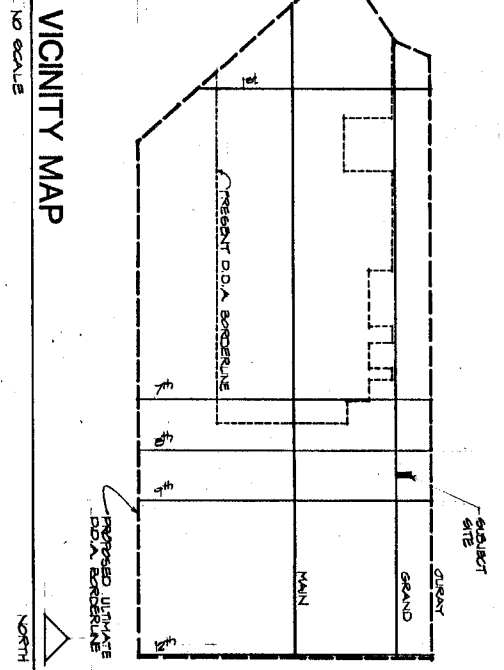 SUBJECT
SITE
OURAY
GRAND
MAIN
1st
7th
8th
9th
12th
PRESENT D.D.A. BORDERLINE
PROPOSED ULTIMATE
D.D.A. BORDERLINE
VICINITY MAP
NO SCALE
NORTH